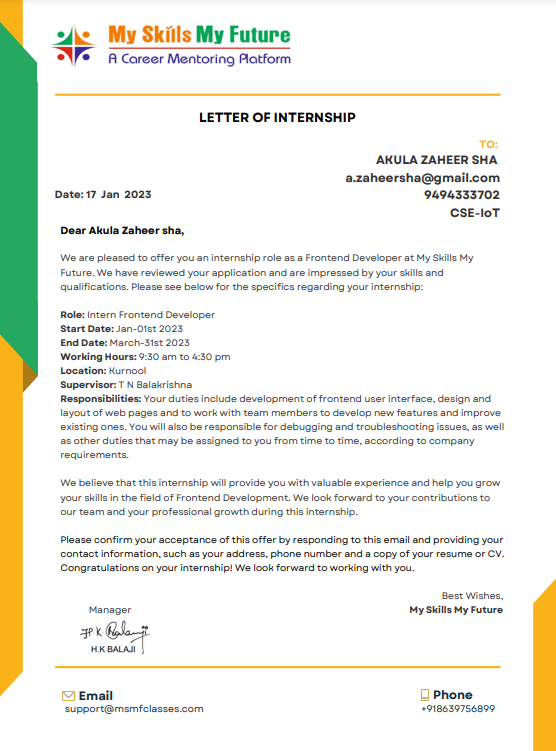 My Skills My Future
A Career Mentoring Platform
LETTER OF INTERNSHIP
TO:
AKULA ZAHEER SHA
a.zaheersha@gmail.com
Date: 17 Jan 2023
9494333702
CSE-IoT
Dear Akula Zaheer sha,
We are pleased to offer you an internship role as a Frontend Developer at My Skills My
Future. We have reviewed your application and are impressed by your skills and
qualifications. Please see below for the specifics regarding your internship:
Role: Intern Frontend Developer
Start Date: Jan-01st 2023
End Date: March-31st 2023
Working Hours: 9:30 am to 4:30 pm
Location: Kurnool
Supervisor: T N Balakrishna
Responsibilities: Your duties include development of frontend user interface, design and
layout of web pages and to work with team members to develop new features and improve
existing ones. You will also be responsible for debugging and troubleshooting issues, as well
as other duties that may be assigned to you from time to time, according to company
requirements.
We believe that this internship will provide you with valuable experience and help you grow
your skills in the field of Frontend Development. We look forward to your contributions to
our team and your professional growth during this internship.
Please confirm your acceptance of this offer by responding to this email and providing your
contact information, such as your address, phone number and a copy of your resume or CV.
Congratulations on your internship! We look forward to working with you.
Best Wishes,
Manager
My Skills My Future
H.K BALAJI
Email
support@msmfclasses.com
Phone
+918639756899